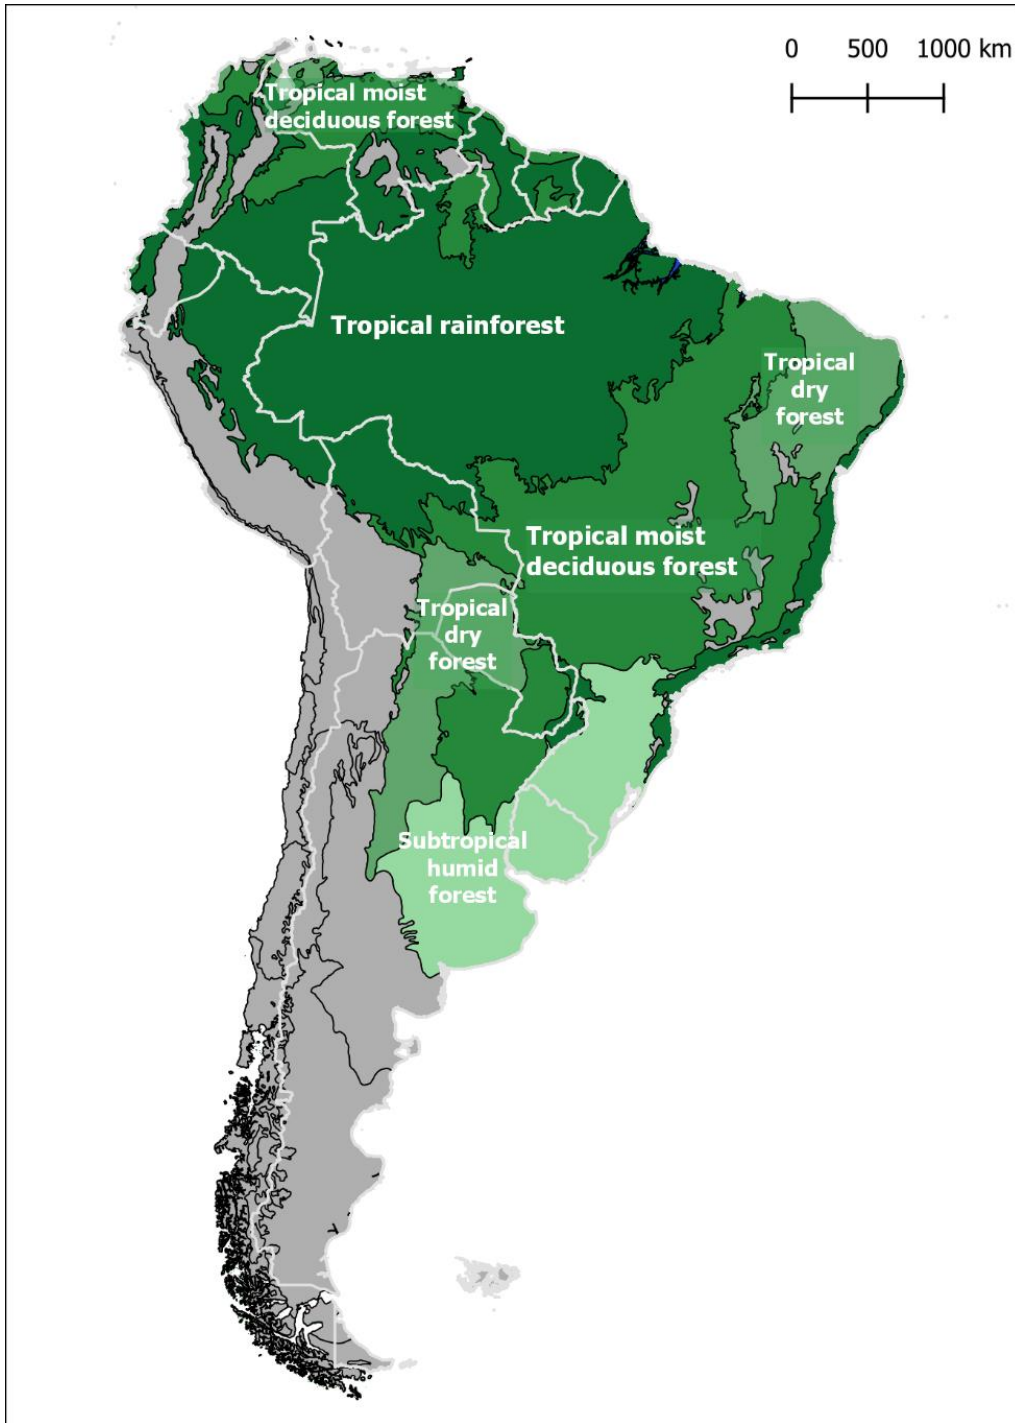 0 500 1000 km
Tropical moist
deciduous forest
Tropical rainforest
Tropical
dry
forest
Tropical moist
deciduous forest
Tropical
dry
forest
Subtropical
humid
forest